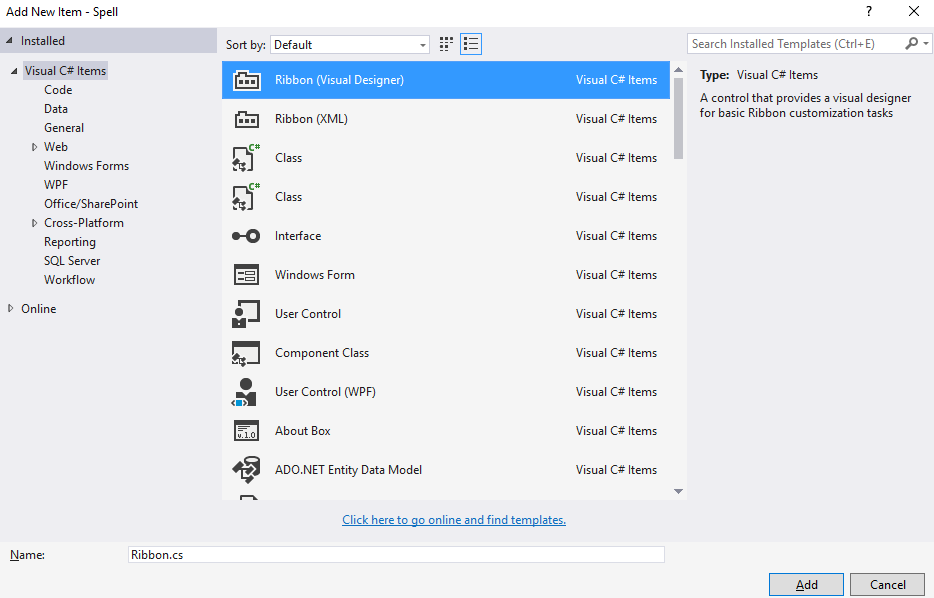 Add New Item - Spell
?
Installed
Sort by: Default
Search Installed Templates (Ctrl+E)
Visual C# Items
Code
Data
General
Web
Windows Forms
WPF
Office/SharePoint
Cross-Platform
Reporting
SQL Server
Workflow
Online
Ribbon (Visual Designer) Visual C# Items
Ribbon (XML) Visual C# Items
C# Class Visual C# Items
C# Class Visual C# Items
Interface Visual C# Items
Windows Form Visual C# Items
User Control Visual C# Items
Component Class Visual C# Items
User Control (WPF) Visual C# Items
v.1.0 About Box Visual C# Items
ADO.NET Entity Data Model Visual C# Items
Type: Visual C# Items
A control that provides a visual designer
for basic Ribbon customization tasks
Click here to go online and find templates.
Name: Ribbon.cs
Add Cancel